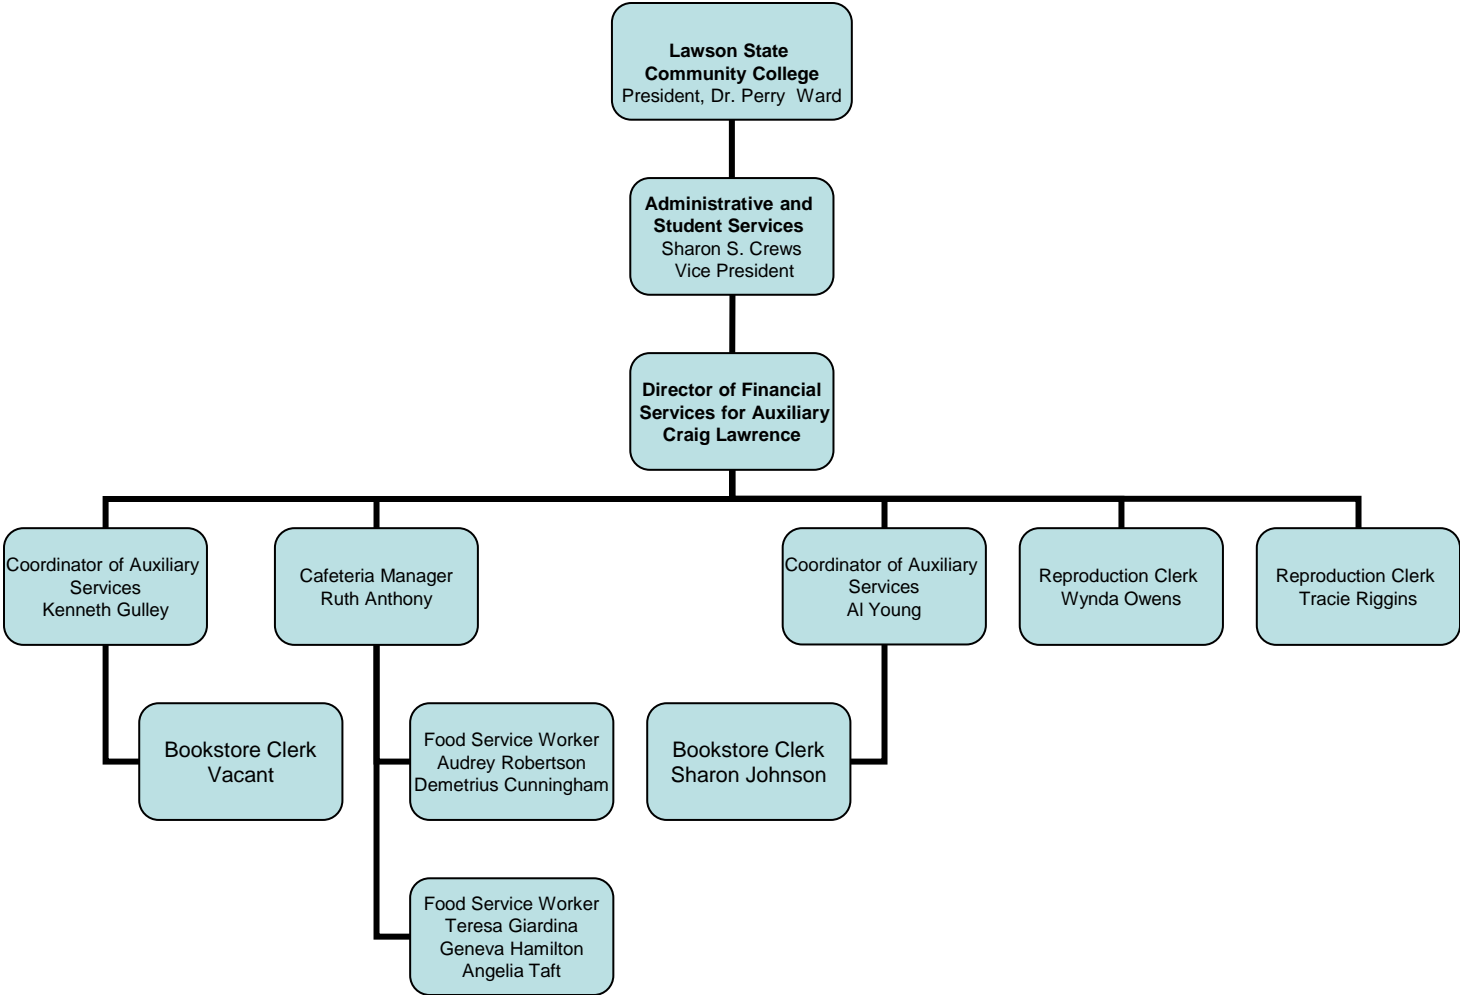 Lawson State
Community College
President, Dr. Perry Ward
Administrative and
Student Services
Sharon S. Crews
Vice President
Director of Financial
Services for Auxiliary
Craig Lawrence
Coordinator of Auxiliary
Services
Kenneth Gulley
Cafeteria Manager
Ruth Anthony
Coordinator of Auxiliary
Services
Al Young
Reproduction Clerk
Wynda Owens
Reproduction Clerk
Tracie Riggins
Bookstore Clerk
Vacant
Food Service Worker
Audrey Robertson
Demetrius Cunningham
Bookstore Clerk
Sharon Johnson
Food Service Worker
Teresa Giardina
Geneva Hamilton
Angelia Taft